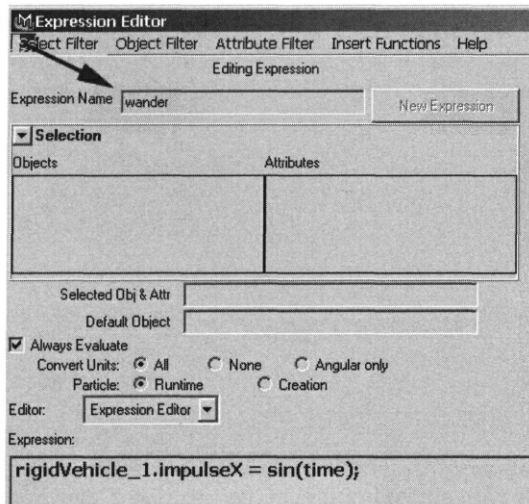 Expression Editor
Select Filter Object Filter Attribute Filter Insert Functions Help
Editing Expression
Expression Name wander New Expression
Selection
Objects Attributes
Selected Obj & Attr
Default Object
Always Evaluate
Convert Units: All None Angular only
Particle: Runtime Creation
Editor: Expression Editor
Expression:
rigidVehicle_1.impulseX = sin(time);